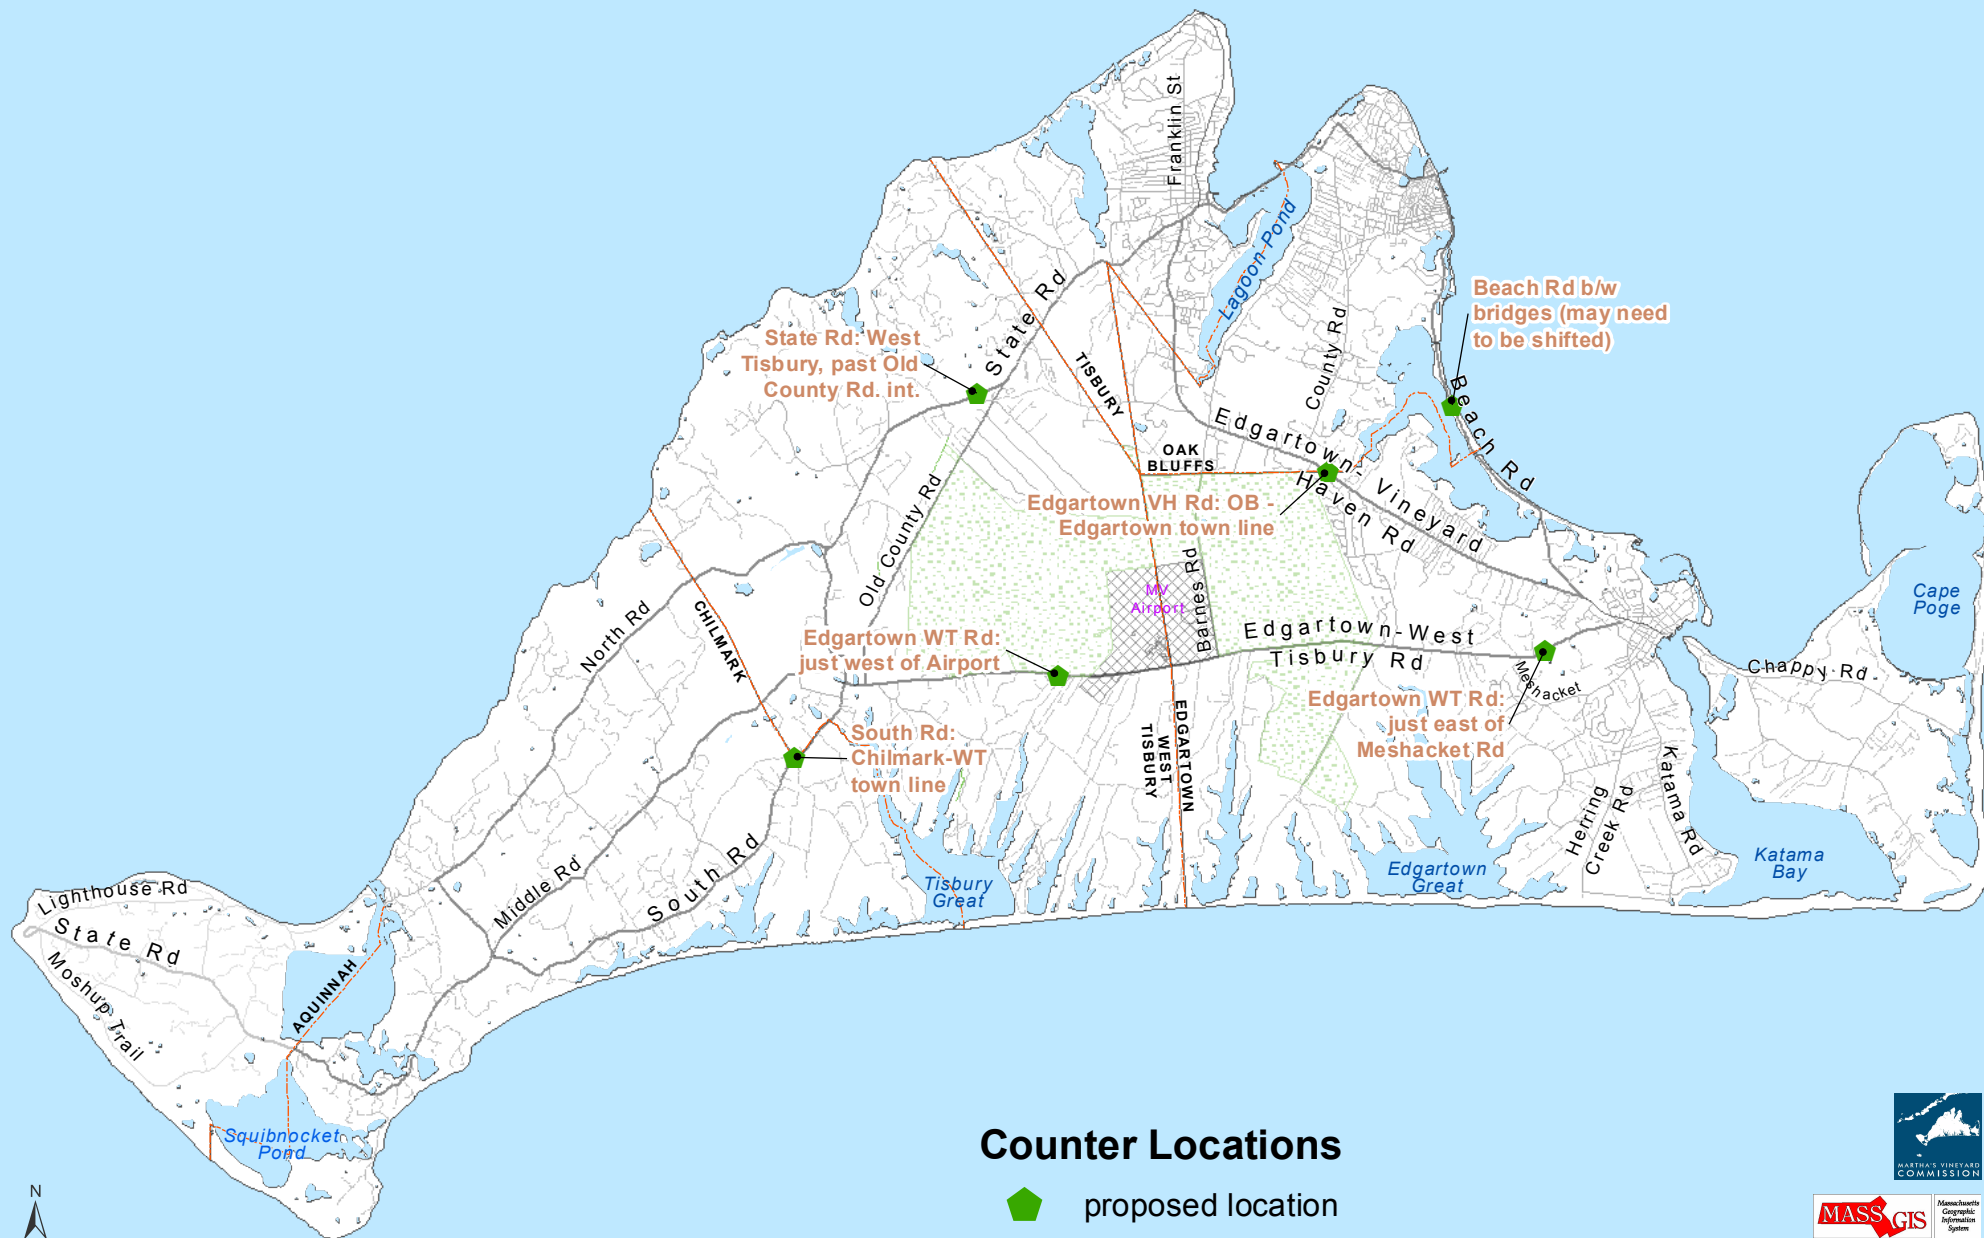 Franklin St
Lagoon Pond
State Rd
Beach Rd b/w
bridges (may need
to be shifted)
State Rd: West
Tisbury, past Old
County Rd. int.
TISBURY
County Rd
Beach Rd
Edgartown-
Vineyard
Haven Rd
OAK
BLUFFS
Edgartown VH Rd: OB -
Edgartown town line
Old County Rd
Barnes Rd
MV
Airport
Cape
Poge
North Rd
CHILMARK
Edgartown WT Rd:
just west of Airport
Edgartown-West
Tisbury Rd
Meshacket
Chappy Rd
Edgartown WT Rd:
just east of
Meshacket Rd
South Rd:
Chilmark-WT
town line
EDGARTOWN
WEST
TISBURY
Katama Rd
Herring
Creek Rd
Katama
Bay
Edgartown
Great
Tisbury
Great
South Rd
Middle Rd
Lighthouse Rd
State Rd
Moshup Trail
AQUINNAH
Squibnocket
Pond
Counter Locations
proposed location
N
MARTHA'S VINEYARD
COMMISSION
MASS GIS
Massachusetts
Geographic
Information
System